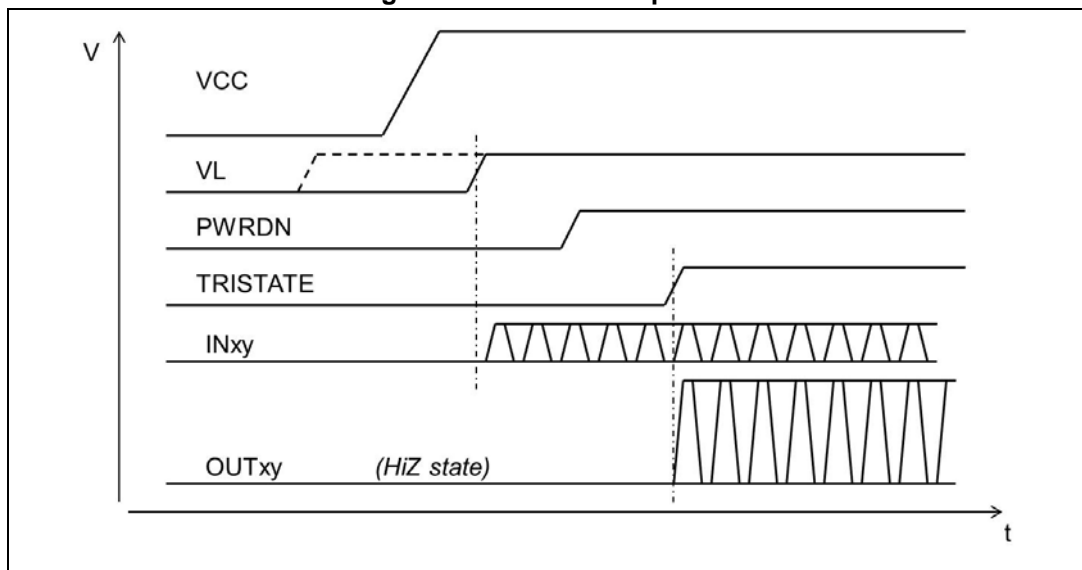 V
VCC
VL
PWRDN
TRISTATE
INxy
OUTxy (HiZ state)
t